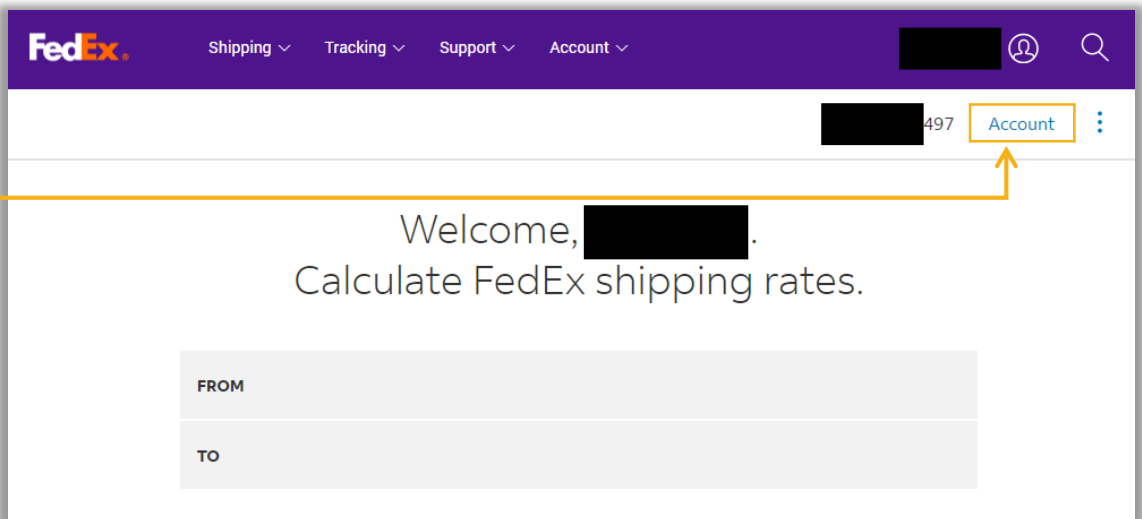 FedEx. Shipping Tracking Support Account
497 Account
Welcome, .
Calculate FedEx shipping rates.
FROM
TO